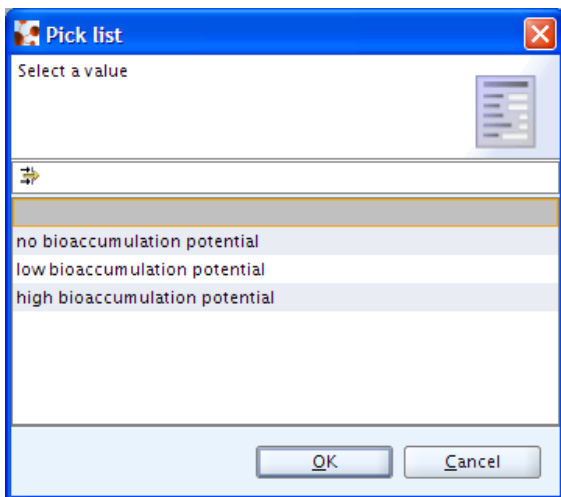 Pick list
Select a value
no bioaccumulation potential
low bioaccumulation potential
high bioaccumulation potential
OK
Cancel